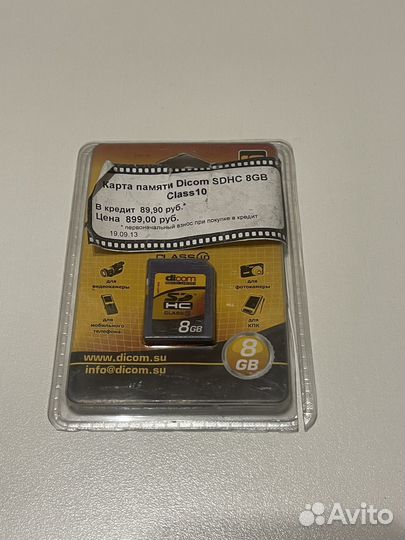 Карта памяти Dicom SDHC 8GB
Class10
В кредит 89,90 руб.*
Цена 899,00 руб.
* первоначальный взнос при покупке в кредит
19.09.13
CLASS 10
для
видеокамеры
для
фотокамеры
для
мобильного
телефона
для
КПК
dicom
SD
HC
CLASS
8GB
www.dicom.su
info@dicom.su
8
GB
Avito